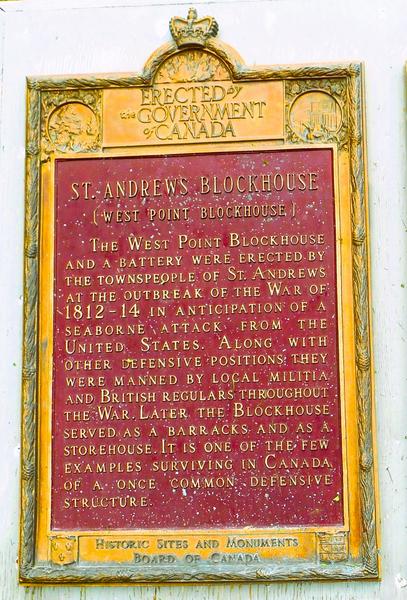 ERECTED by
the GOVERNMENT
of CANADA
ST. ANDREWS BLOCKHOUSE
(WEST POINT BLOCKHOUSE)
THE WEST POINT BLOCKHOUSE
AND A BATTERY WERE ERECTED BY
THE TOWNSPEOPLE OF ST. ANDREWS
AT THE OUTBREAK OF THE WAR OF
1812-14 IN ANTICIPATION OF A
SEABORNE ATTACK FROM THE
UNITED STATES. ALONG WITH
OTHER DEFENSIVE POSITIONS THEY
WERE MANNED BY LOCAL MILITIA
AND BRITISH REGULARS THROUGHOUT
THE WAR. LATER THE BLOCKHOUSE
SERVED AS A BARRACKS AND AS A
STOREHOUSE. IT IS ONE OF THE FEW
EXAMPLES SURVIVING IN CANADA
OF A ONCE COMMON DEFENSIVE
STRUCTURE.
HISTORIC SITES AND MONUMENTS
BOARD OF CANADA